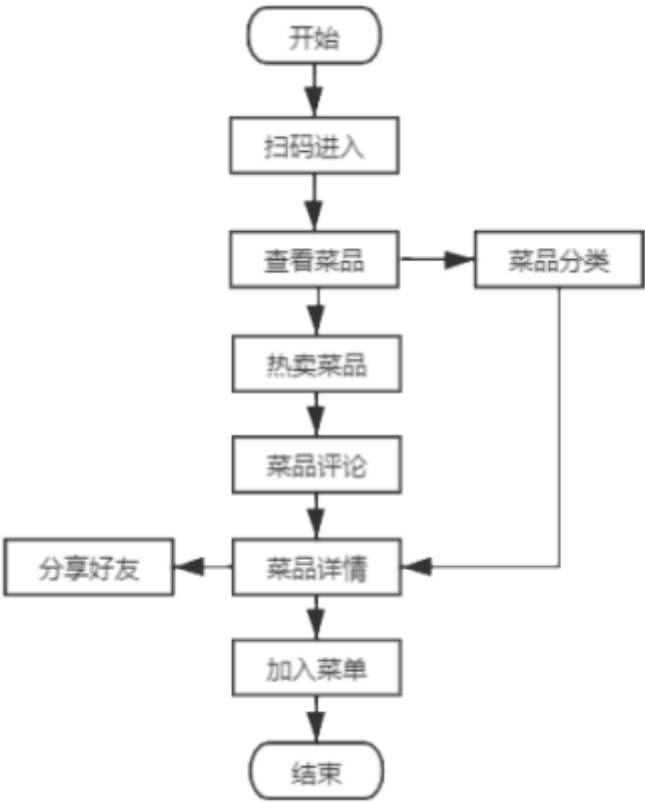 开始
扫码进入
查看菜品
菜品分类
热卖菜品
菜品评论
分享好友
菜品详情
加入菜单
结束